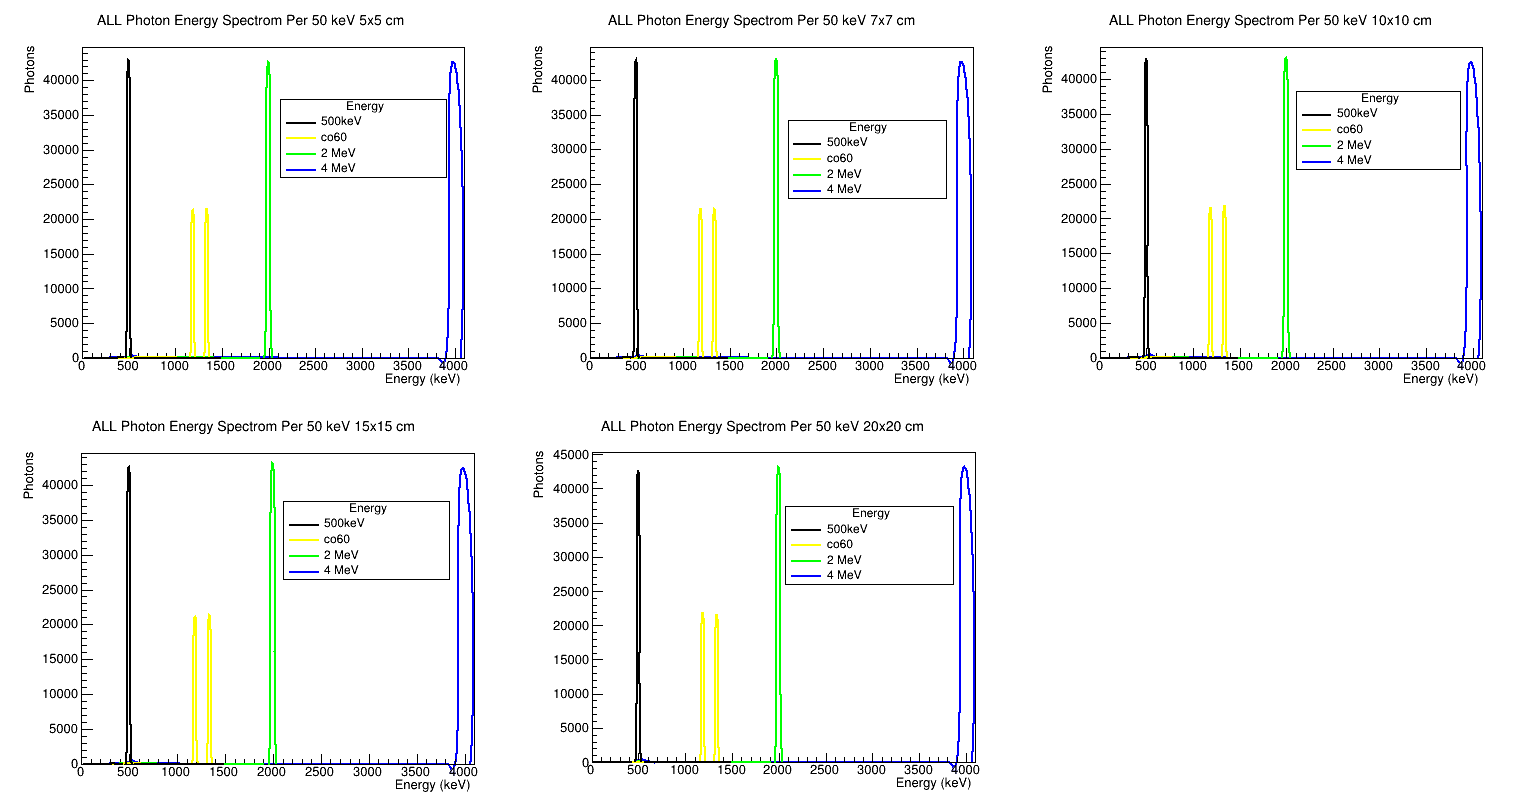 ALL Photon Energy Spectrom Per 50 keV 5x5 cm
Photons
40000
35000
30000
25000
20000
15000
10000
5000
0
Energy
500keV
co60
2 MeV
4 MeV
0 500 1000 1500 2000 2500 3000 3500 4000
Energy (keV)
ALL Photon Energy Spectrom Per 50 keV 7x7 cm
Photons
40000
35000
30000
25000
20000
15000
10000
5000
0
Energy
500keV
co60
2 MeV
4 MeV
0 500 1000 1500 2000 2500 3000 3500 4000
Energy (keV)
ALL Photon Energy Spectrom Per 50 keV 10x10 cm
Photons
40000
35000
30000
25000
20000
15000
10000
5000
0
Energy
500keV
co60
2 MeV
4 MeV
0 500 1000 1500 2000 2500 3000 3500 4000
Energy (keV)
ALL Photon Energy Spectrom Per 50 keV 15x15 cm
Photons
40000
35000
30000
25000
20000
15000
10000
5000
0
Energy
500keV
co60
2 MeV
4 MeV
0 500 1000 1500 2000 2500 3000 3500 4000
Energy (keV)
ALL Photon Energy Spectrom Per 50 keV 20x20 cm
Photons
45000
40000
35000
30000
25000
20000
15000
10000
5000
0
Energy
500keV
co60
2 MeV
4 MeV
0 500 1000 1500 2000 2500 3000 3500 4000
Energy (keV)